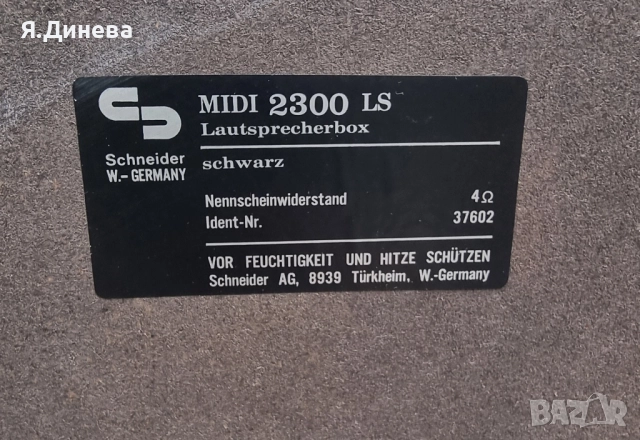 Я.Динева
MIDI 2300 LS
Lautsprecherbox
Schneider
W.- GERMANY
schwarz
Nennscheinwiderstand 4Ω
Ident-Nr. 37602
VOR FEUCHTIGKEIT UND HITZE SCHÜTZEN
Schneider AG, 8939 Türkheim, W.-Germany
BAZAR